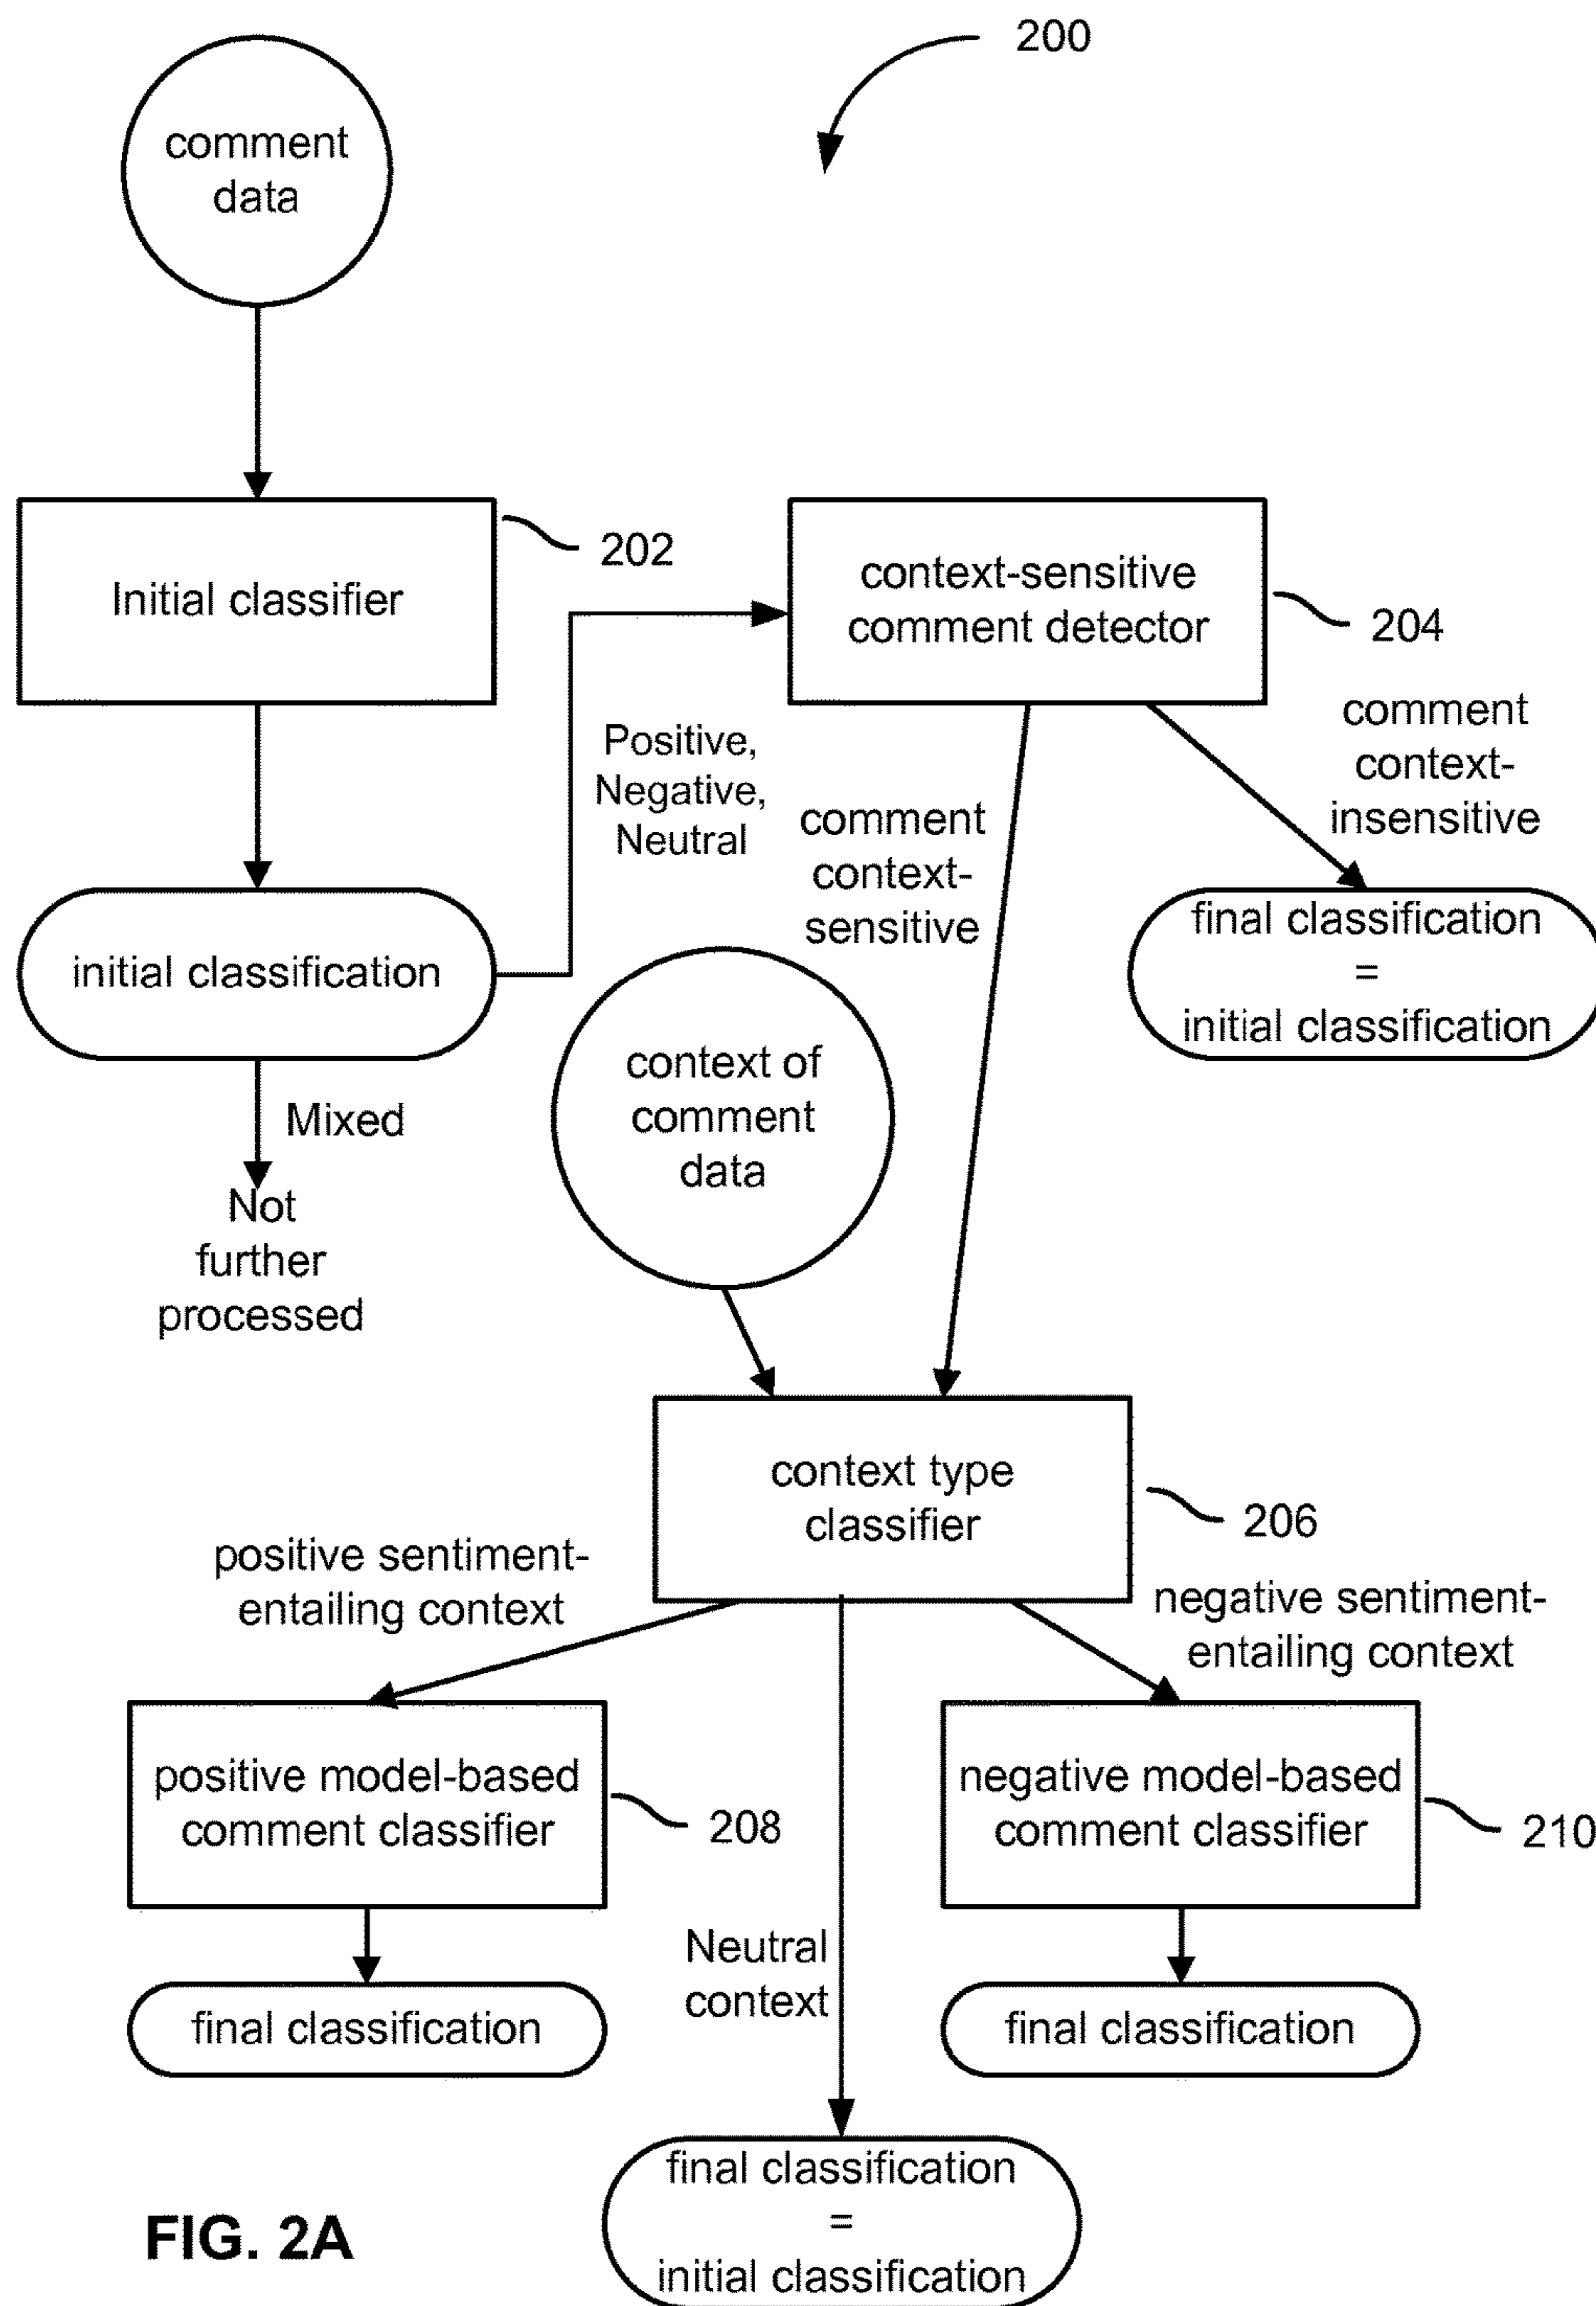 200
comment
data
Initial classifier
202
context-sensitive
comment detector
204
Positive,
Negative,
Neutral
comment
context-
sensitive
comment
context-
insensitive
initial classification
final classification
=
initial classification
Mixed
Not
further
processed
context of
comment
data
context type
classifier
206
positive sentiment-
entailing context
negative sentiment-
entailing context
positive model-based
comment classifier
208
negative model-based
comment classifier
210
Neutral
context
final classification
final classification
final classification
=
initial classification
FIG. 2A